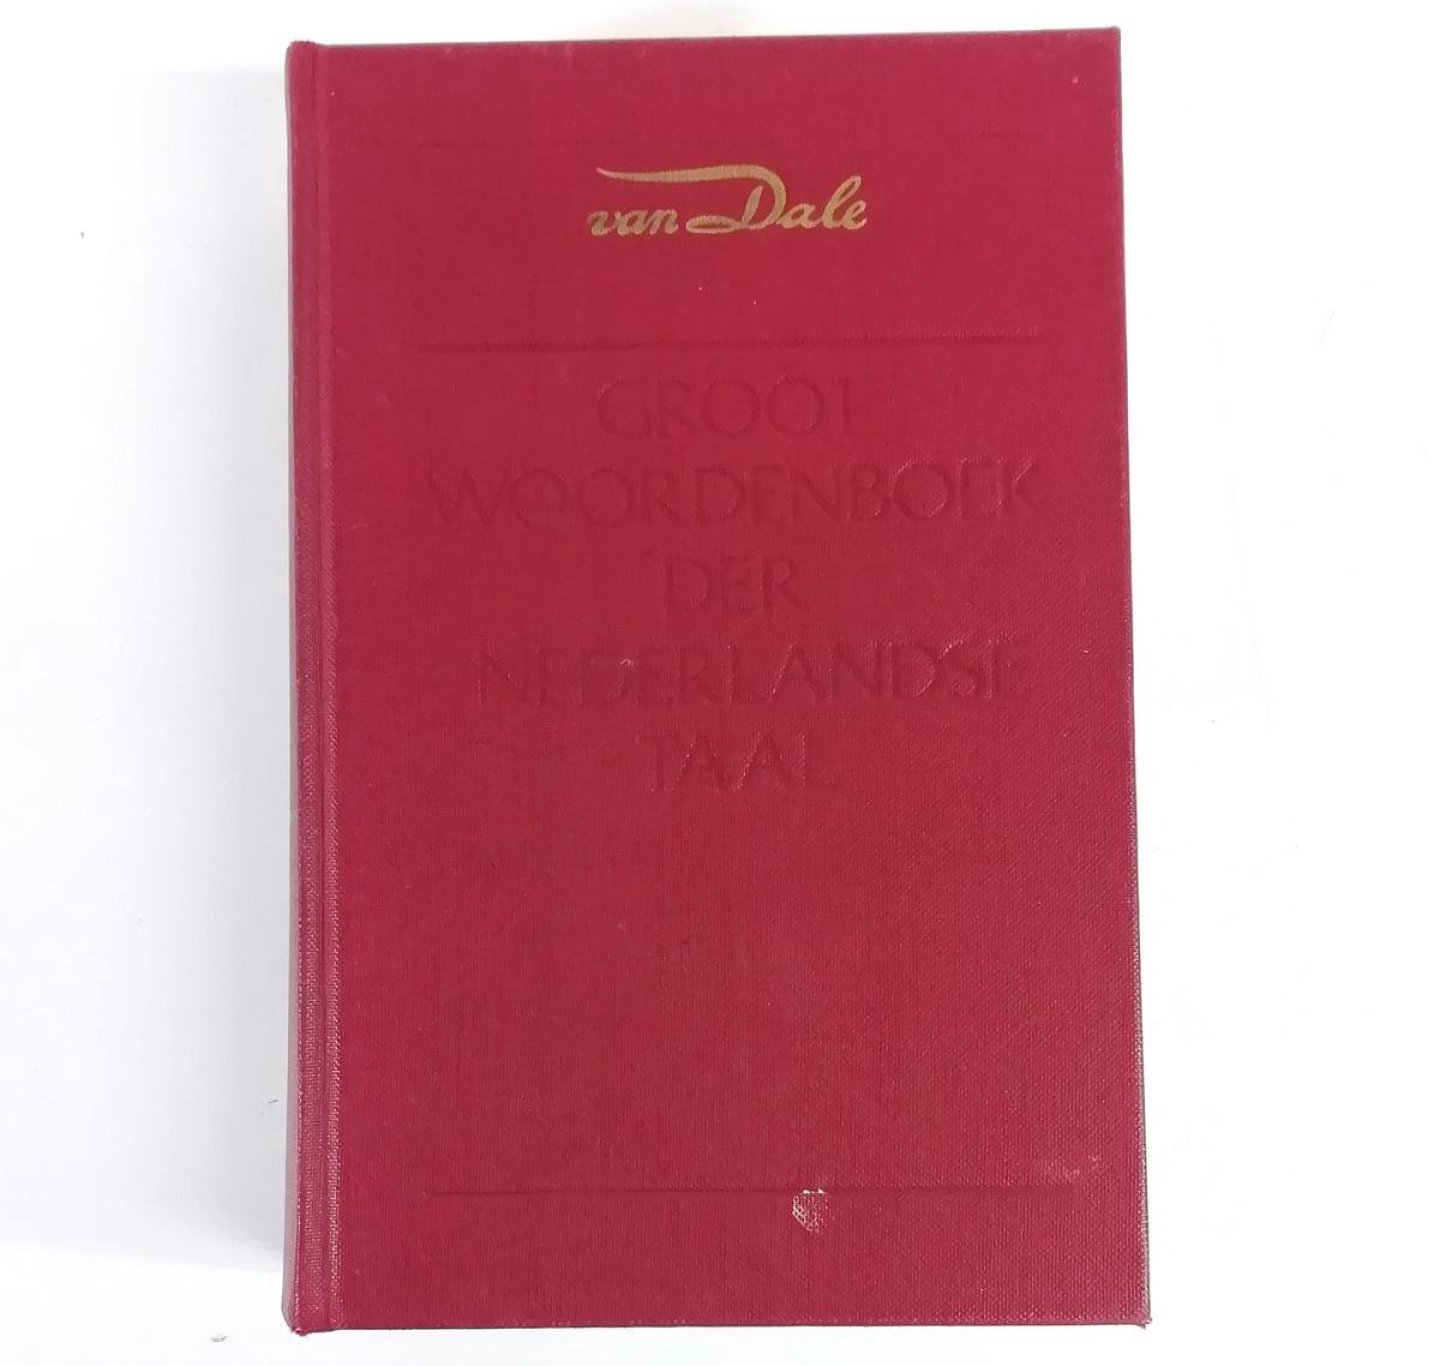 van Dale
GROOT
WOORDENBOEK
DER
NEDERLANDSE
TAAL